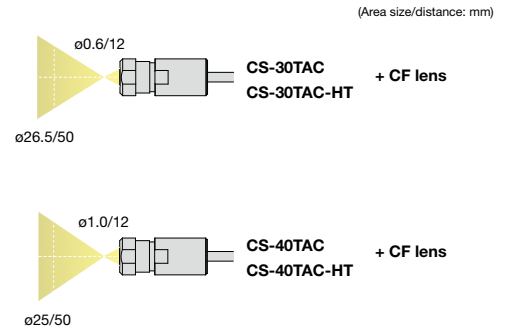 (Area size/distance: mm)
ø0.6/12
CS-30TAC
CS-30TAC-HT
+ CF lens
ø26.5/50
ø1.0/12
CS-40TAC
CS-40TAC-HT
+ CF lens
ø25/50